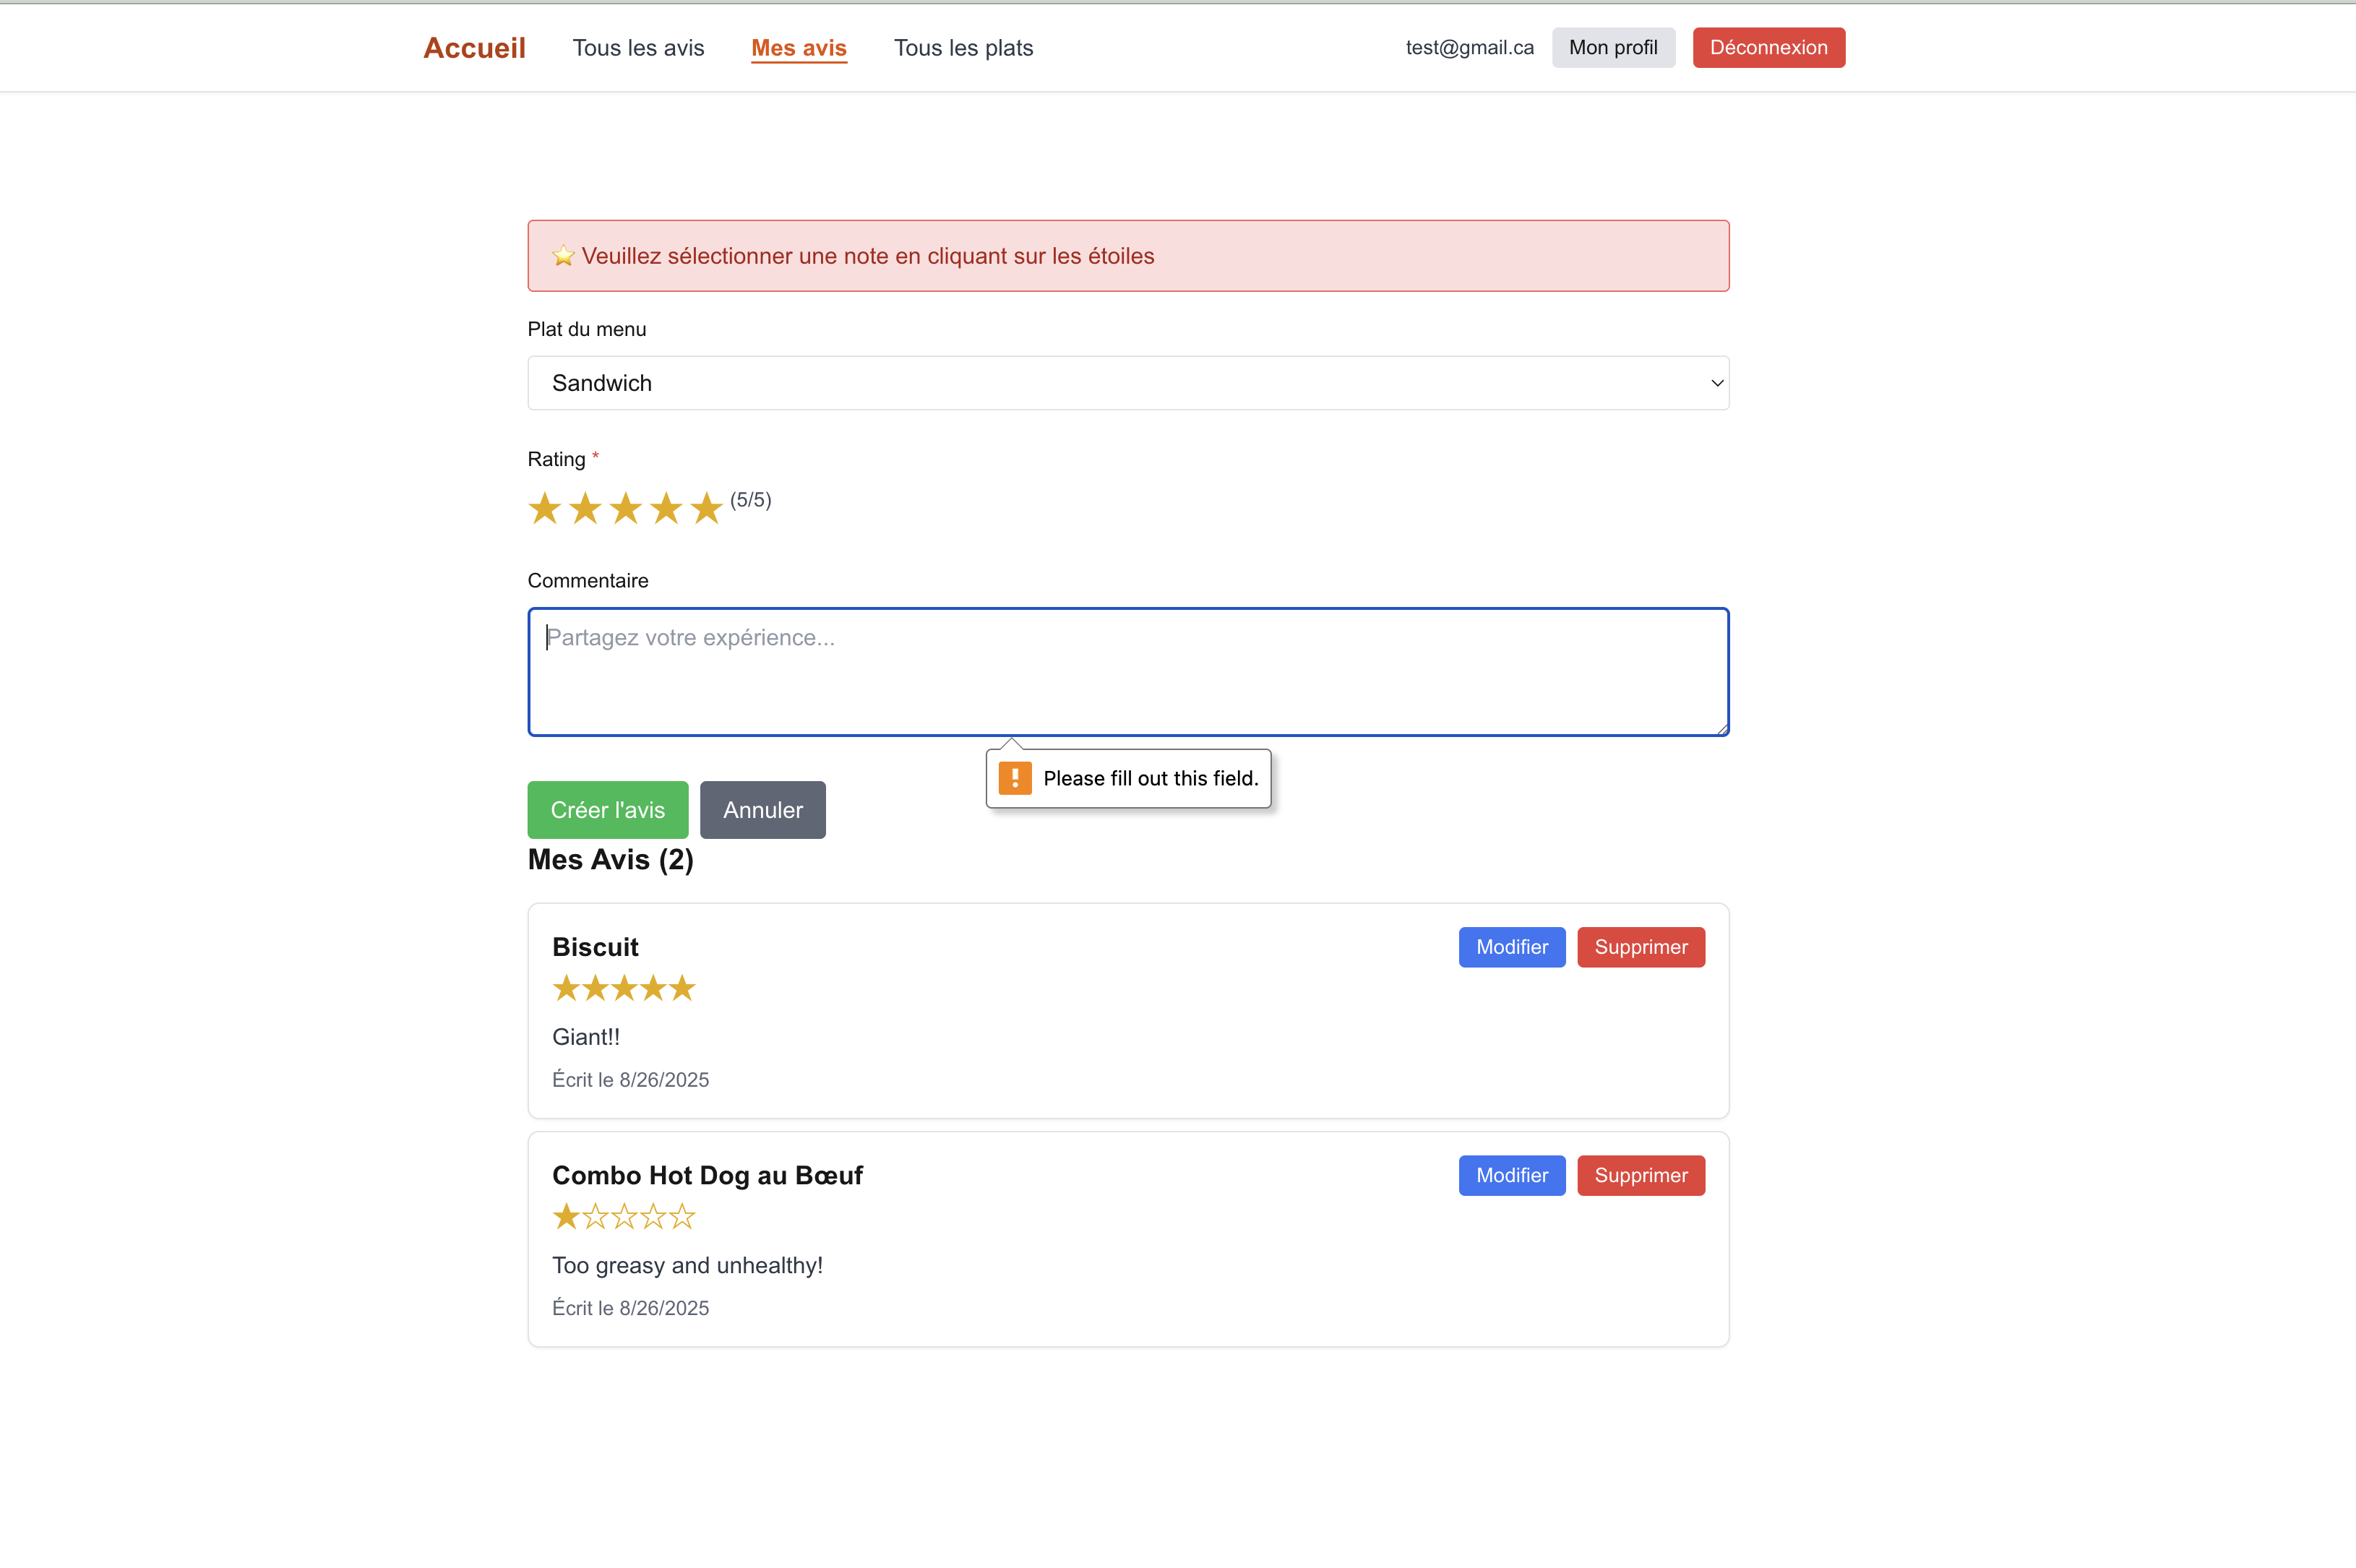 Accueil Tous les avis Mes avis Tous les plats test@gmail.ca Mon profil Déconnexion
⭐ Veuillez sélectionner une note en cliquant sur les étoiles
Plat du menu
Sandwich
Rating *
★★★★★ (5/5)
Commentaire
Partagez votre expérience...
Please fill out this field.
Créer l'avis Annuler
Mes Avis (2)
Biscuit Modifier Supprimer
★★★★★
Giant!!
Écrit le 8/26/2025
Combo Hot Dog au Bœuf Modifier Supprimer
★☆☆☆☆
Too greasy and unhealthy!
Écrit le 8/26/2025